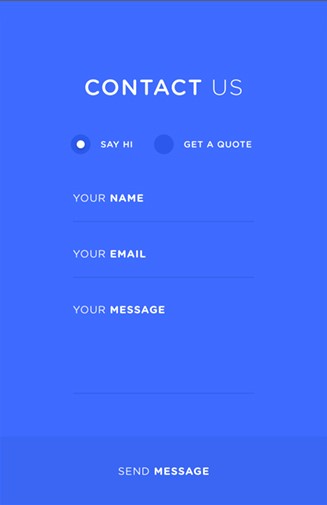 CONTACT US
SAY HI GET A QUOTE
YOUR NAME
YOUR EMAIL
YOUR MESSAGE
SEND MESSAGE